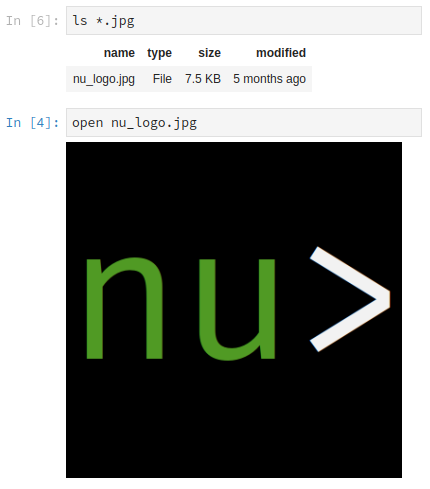 In [6]: ls *.jpg
name type size modified
nu_logo.jpg File 7.5 KB 5 months ago
In [4]: open nu_logo.jpg
nu>